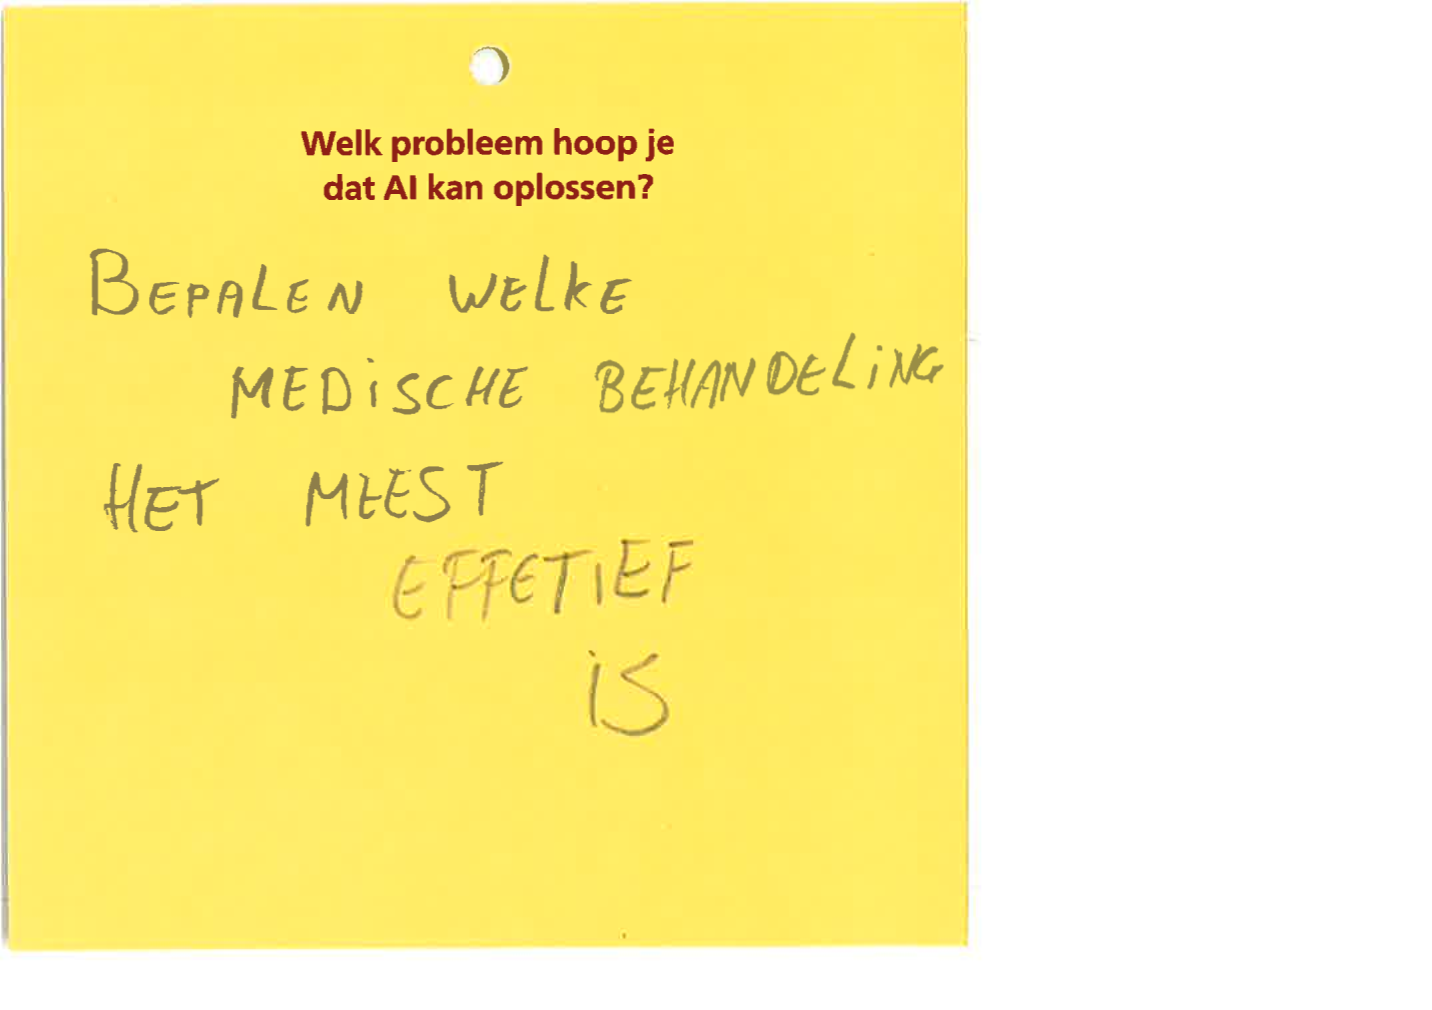 Welk probleem hoop je
dat AI kan oplossen?
BEPALEN WELKE
MEDISCHE BEHANDELING
HET MEEST
EFFETIEF
IS